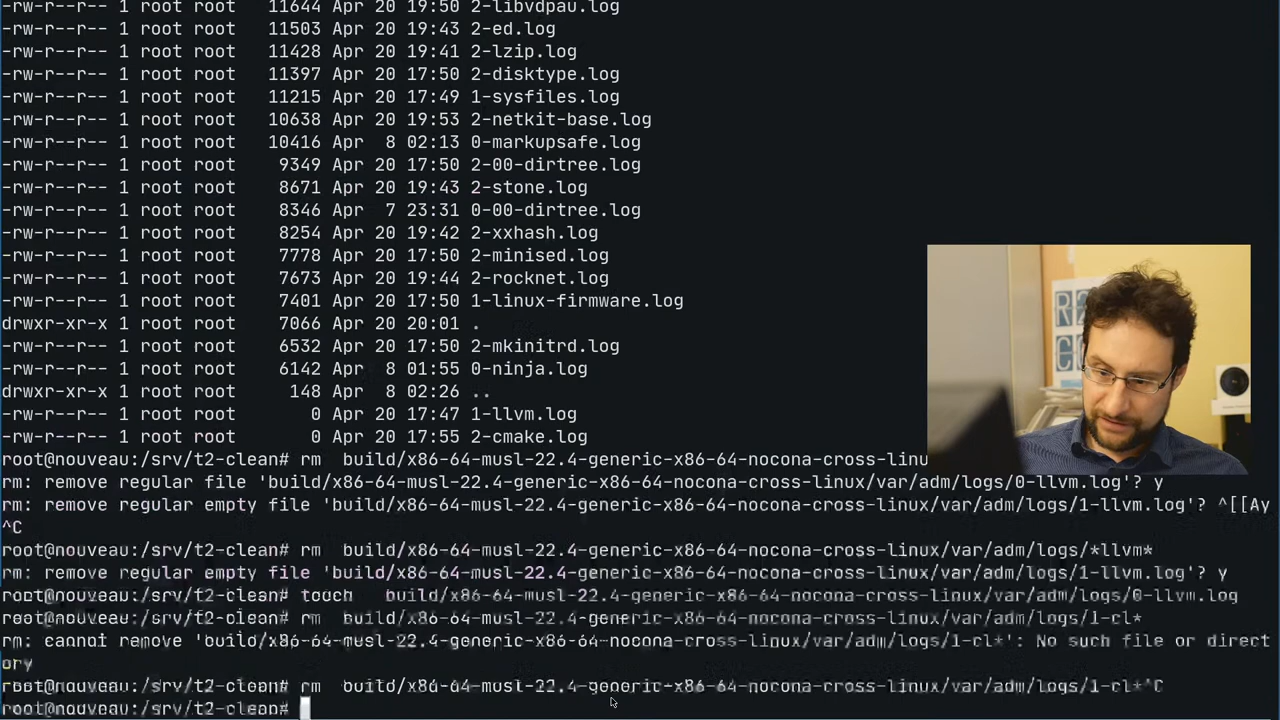 -rw-r--r-- 1 root root   11644 Apr 20 19:50 2-libvdpau.log
-rw-r--r-- 1 root root   11503 Apr 20 19:43 2-ed.log
-rw-r--r-- 1 root root   11428 Apr 20 19:41 2-lzip.log
-rw-r--r-- 1 root root   11397 Apr 20 17:50 2-disktype.log
-rw-r--r-- 1 root root   11215 Apr 20 17:49 1-sysfiles.log
-rw-r--r-- 1 root root   10638 Apr 20 19:53 2-netkit-base.log
-rw-r--r-- 1 root root   10416 Apr  8 02:13 0-markupsafe.log
-rw-r--r-- 1 root root    9349 Apr 20 17:50 2-00-dirtree.log
-rw-r--r-- 1 root root    8671 Apr 20 19:43 2-stone.log
-rw-r--r-- 1 root root    8346 Apr  7 23:31 0-00-dirtree.log
-rw-r--r-- 1 root root    8254 Apr 20 19:42 2-xxhash.log
-rw-r--r-- 1 root root    7778 Apr 20 17:50 2-minised.log
-rw-r--r-- 1 root root    7673 Apr 20 19:44 2-rocknet.log
-rw-r--r-- 1 root root    7401 Apr 20 17:50 1-linux-firmware.log
drwxr-xr-x 1 root root    7066 Apr 20 20:01 .
-rw-r--r-- 1 root root    6532 Apr 20 17:50 2-mkinitrd.log
-rw-r--r-- 1 root root    6142 Apr  8 01:55 0-ninja.log
drwxr-xr-x 1 root root     148 Apr  8 02:26 ..
-rw-r--r-- 1 root root       0 Apr 20 17:47 1-llvm.log
-rw-r--r-- 1 root root       0 Apr 20 17:55 2-cmake.log
root@nouveau:/srv/t2-clean# rm  build/x86-64-musl-22.4-generic-x86-64-nocona-cross-linu
rm: remove regular file 'build/x86-64-musl-22.4-generic-x86-64-nocona-cross-linux/var/adm/logs/0-llvm.log'? y
rm: remove regular empty file 'build/x86-64-musl-22.4-generic-x86-64-nocona-cross-linux/var/adm/logs/1-llvm.log'? ^[[Ay
^C
root@nouveau:/srv/t2-clean# rm  build/x86-64-musl-22.4-generic-x86-64-nocona-cross-linux/var/adm/logs/*llvm*
rm: remove regular empty file 'build/x86-64-musl-22.4-generic-x86-64-nocona-cross-linux/var/adm/logs/1-llvm.log'? y
root@nouveau:/srv/t2-clean# touch   build/x86-64-musl-22.4-generic-x86-64-nocona-cross-linux/var/adm/logs/0-llvm.log
root@nouveau:/srv/t2-clean# rm  build/x86-64-musl-22.4-generic-x86-64-nocona-cross-linux/var/adm/logs/1-cl*
rm: cannot remove 'build/x86-64-musl-22.4-generic-x86-64-nocona-cross-linux/var/adm/logs/1-cl*': No such file or direct
ory
root@nouveau:/srv/t2-clean# rm  build/x86-64-musl-22.4-generic-x86-64-nocona-cross-linux/var/adm/logs/1-cl*^C
root@nouveau:/srv/t2-clean#